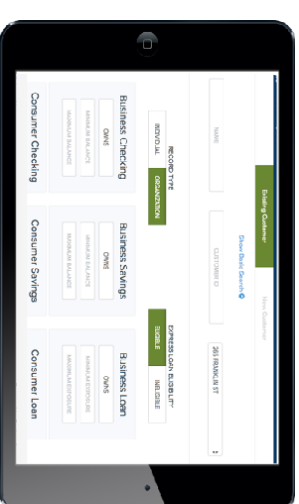 Existing Customer New Customer
Show Basic Search
NAME CUSTOMER ID 265 FRANKLIN ST
RECORD TYPE EXPRESS LOAN ELIGIBILITY
INDIVIDUAL ORGANIZATION ELIGIBLE INELIGIBLE
Business Checking Business Savings Business Loan
OWNS OWNS OWNS
MINIMUM BALANCE MINIMUM BALANCE MINIMUM EXPOSURE
MAXIMUM BALANCE MAXIMUM BALANCE MAXIMUM EXPOSURE
Consumer Checking Consumer Savings Consumer Loan